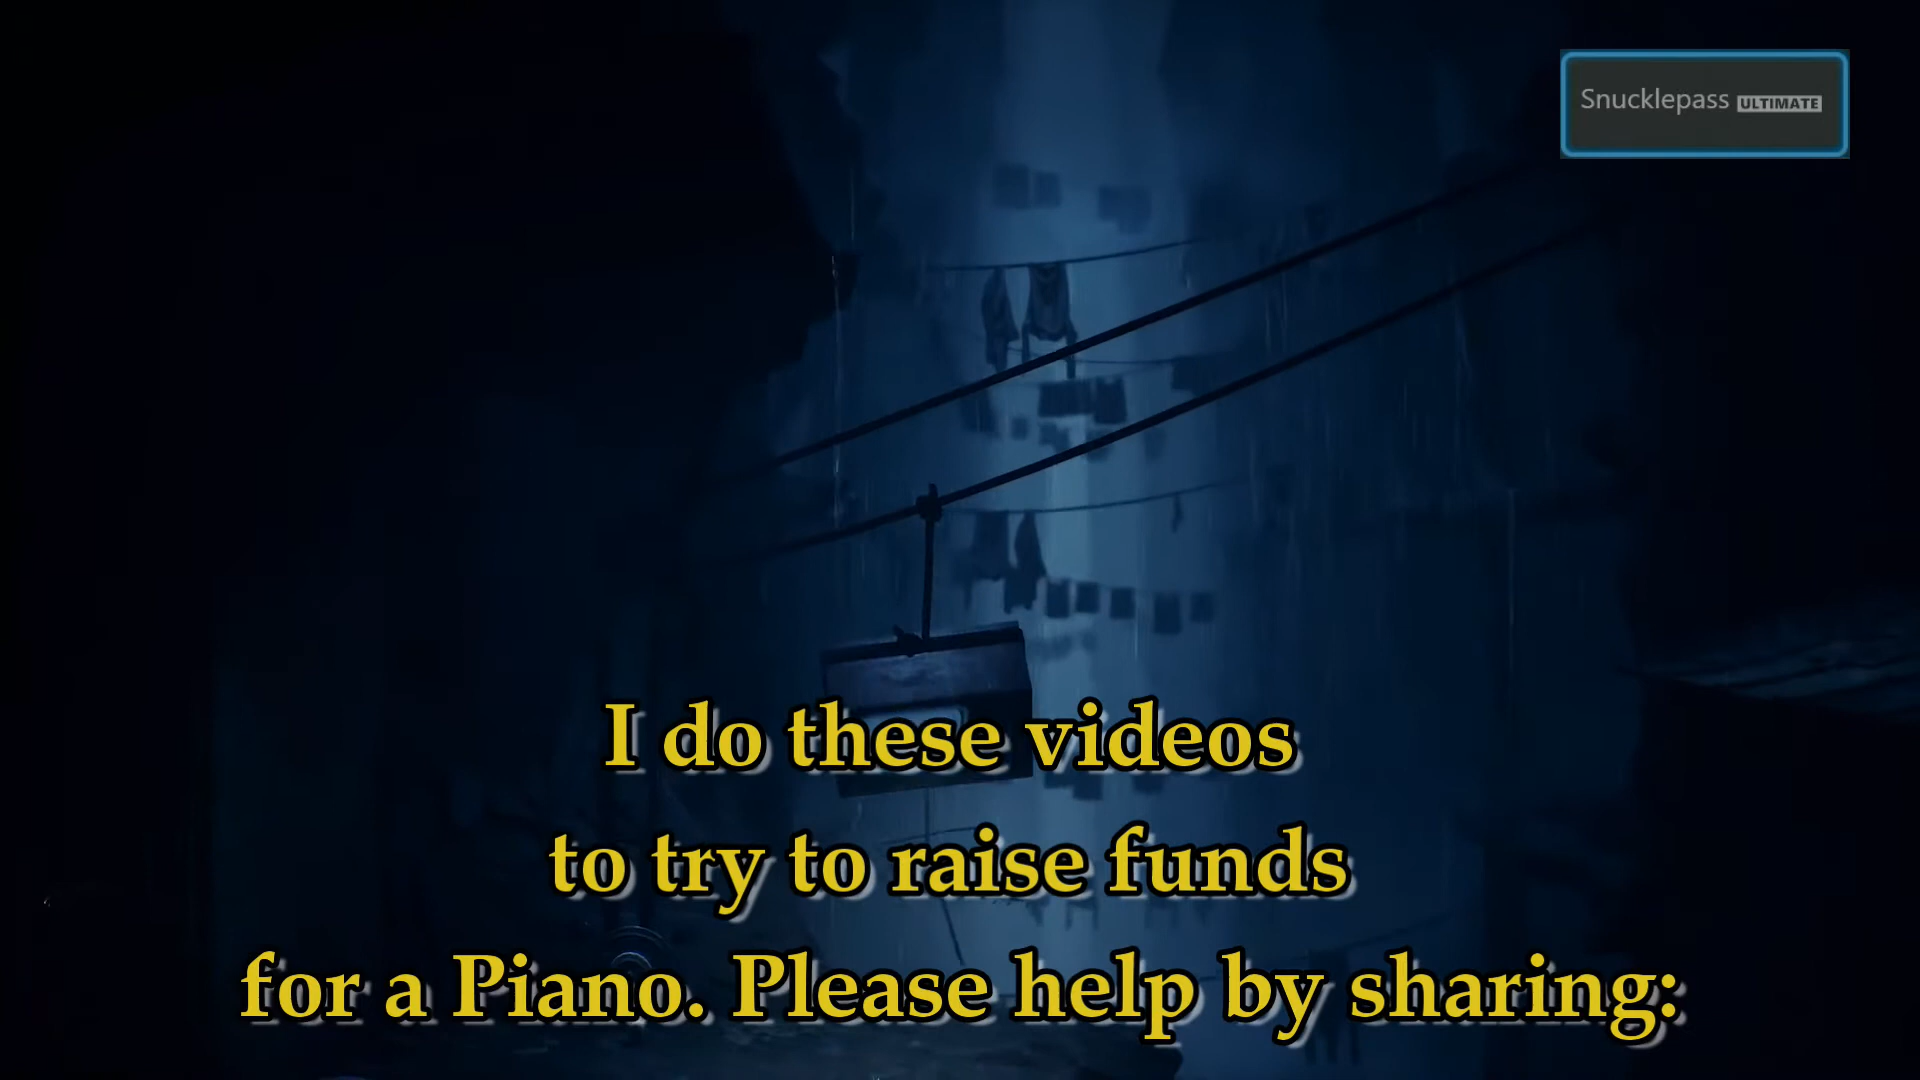 Snucklepass ULTIMATE
I do these videos
to try to raise funds
for a Piano. Please help by sharing: